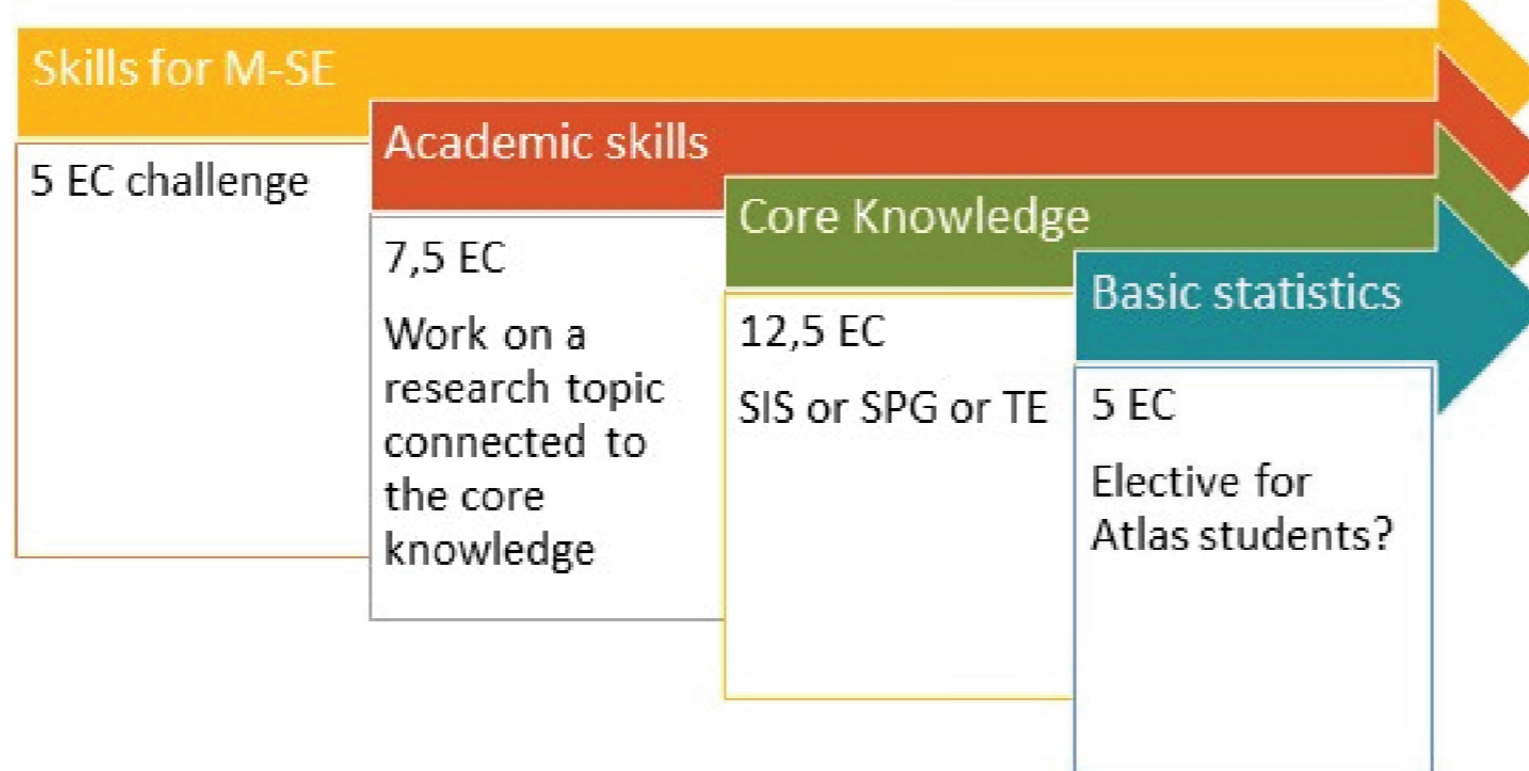 Skills for M-SE
5 EC challenge
Academic skills
7,5 EC
Work on a
research topic
connected to
the core
knowledge
Core Knowledge
12,5 EC
SIS or SPG or TE
Basic statistics
5 EC
Elective for
Atlas students?